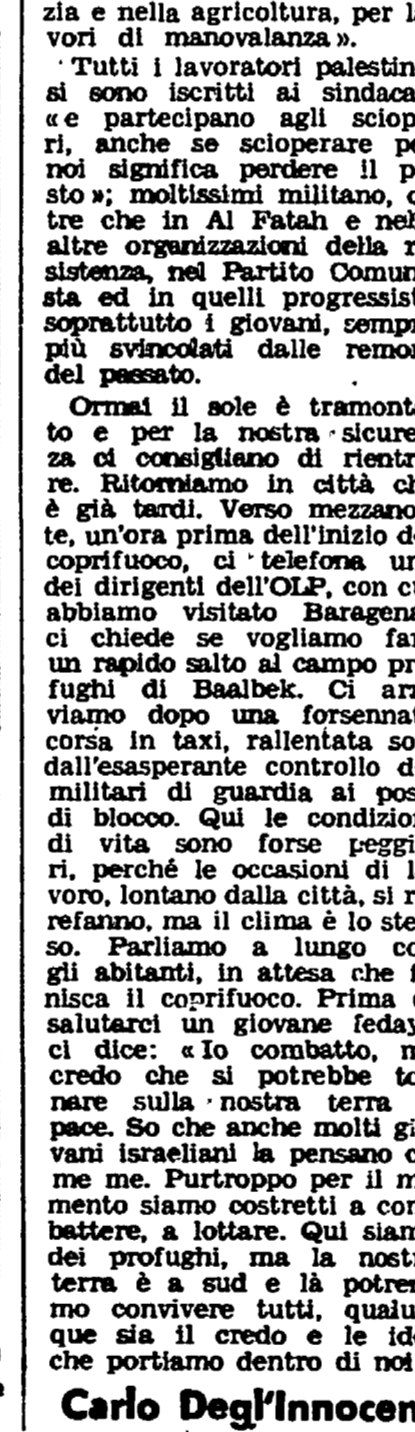 zia e nella agricoltura, per l
vori di manovalanza».
Tutti i lavoratori palestin
si sono iscritti ai sindaca
«e partecipano agli sciop
ri, anche se scioperare pe
noi significa perdere il p
sto»; moltissimi militano, o
tre che in Al Fatah e nell
altre organizzazioni della r
sistenza, nel Partito Comun
sta ed in quelli progressist
soprattutto i giovani, sempr
più svincolati dalle remor
del passato.
Ormai il sole è tramont
to e per la nostra sicure
za ci consigliano di rientr
re. Ritorniamo in città ch
è già tardi. Verso mezzano
te, un'ora prima dell'inizio d
coprifuoco, ci telefona un
dei dirigenti dell'OLP, con cu
abbiamo visitato Baragena
ci chiede se vogliamo far
un rapido salto al campo pr
fughi di Baalbek. Ci arr
viamo dopo una forsennat
corsa in taxi, rallentata so
dall'esasperante controllo d
militari di guardia ai pos
di blocco. Qui le condizion
di vita sono forse peggi
ri, perché le occasioni di l
voro, lontano dalla città, si r
refanno, ma il clima è lo ste
so. Parliamo a lungo co
gli abitanti, in attesa che f
nisca il coprifuoco. Prima d
salutarci un giovane feday
ci dice: «Io combatto, m
credo che si potrebbe to
nare sulla nostra terra
pace. So che anche molti gi
vani israeliani la pensano c
me me. Purtroppo per il m
mento siamo costretti a com
battere, a lottare. Qui siam
dei profughi, ma la nostr
terra è a sud e là potrem
mo convivere tutti, qualu
que sia il credo e le ide
che portiamo dentro di noi
Carlo Degl'Innocen